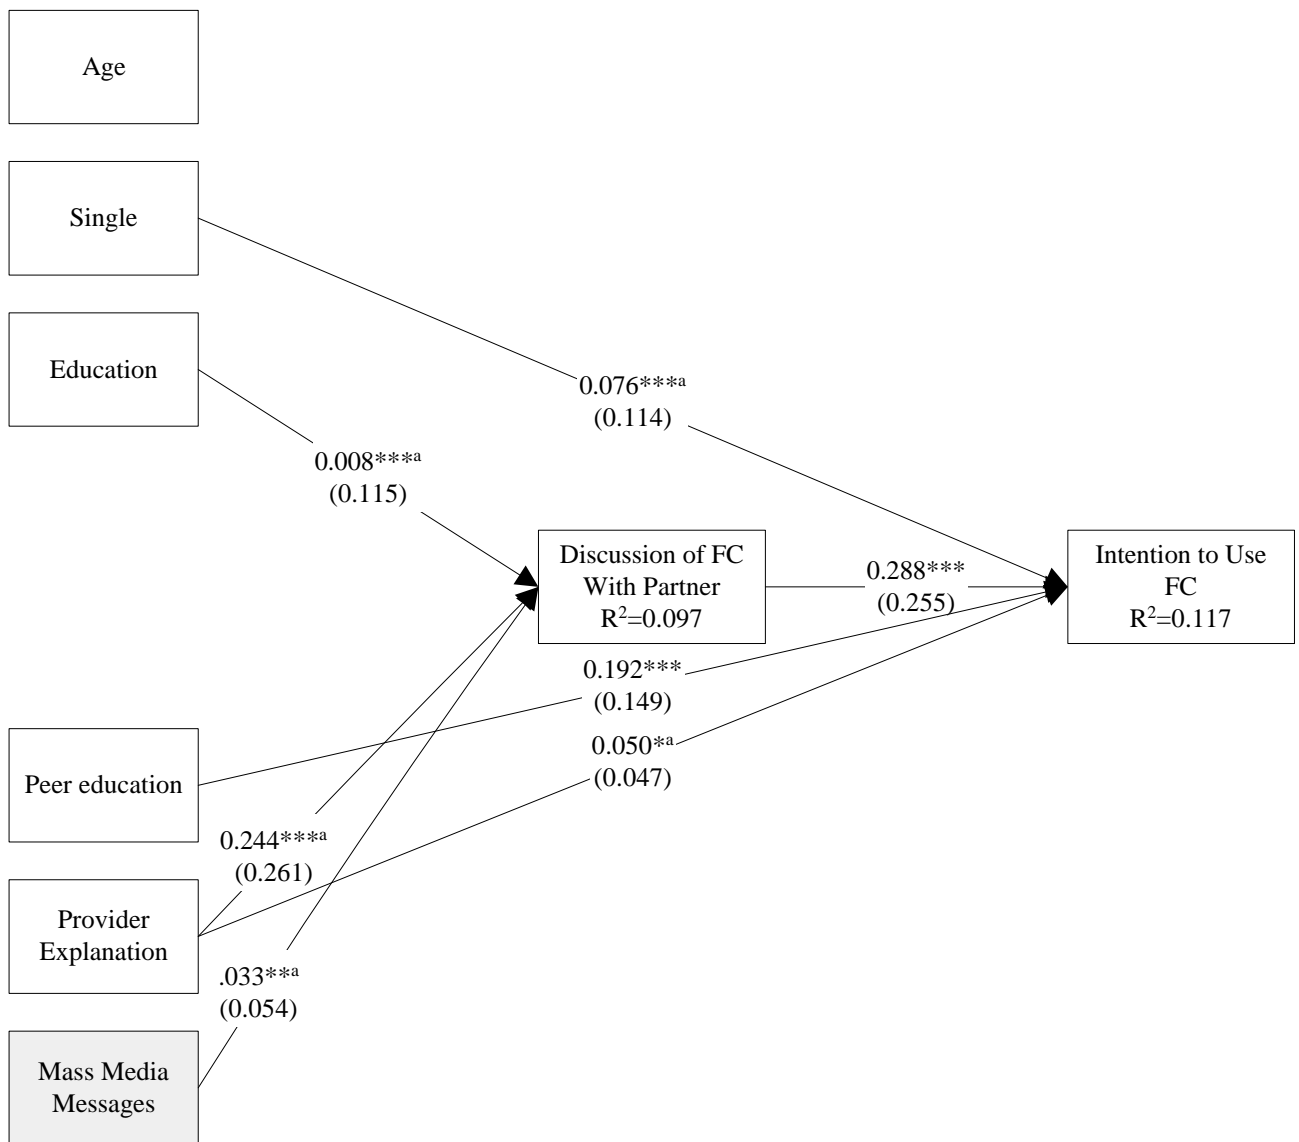 Age
Single
Education
0.076***ᵃ
(0.114)
0.008***ᵃ
(0.115)
Discussion of FC
With Partner
R²=0.097
0.288***
(0.255)
Intention to Use
FC
R²=0.117
0.192***
(0.149)
Peer education
0.050*ᵃ
(0.047)
0.244***ᵃ
(0.261)
Provider
Explanation
.033**ᵃ
(0.054)
Mass Media
Messages